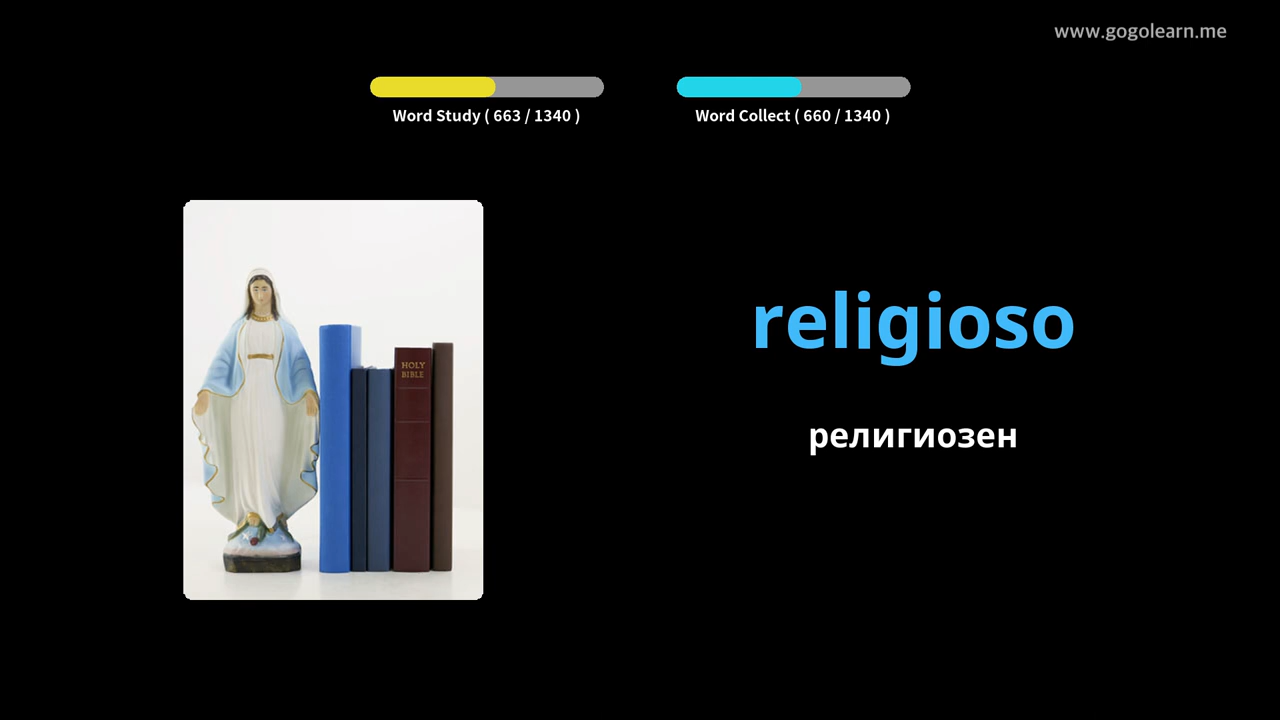 www.gogolearn.me
Word Study ( 663 / 1340 )
Word Collect ( 660 / 1340 )
HOLY
BIBLE
religioso
религиозен